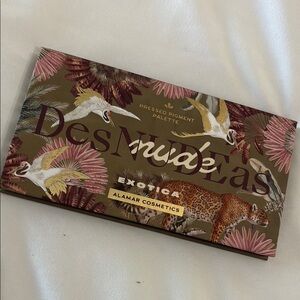 PRESSED PIGMENT
PALETTE
DesNUDEas
nude
EXOTICA
ALAMAR COSMETICS